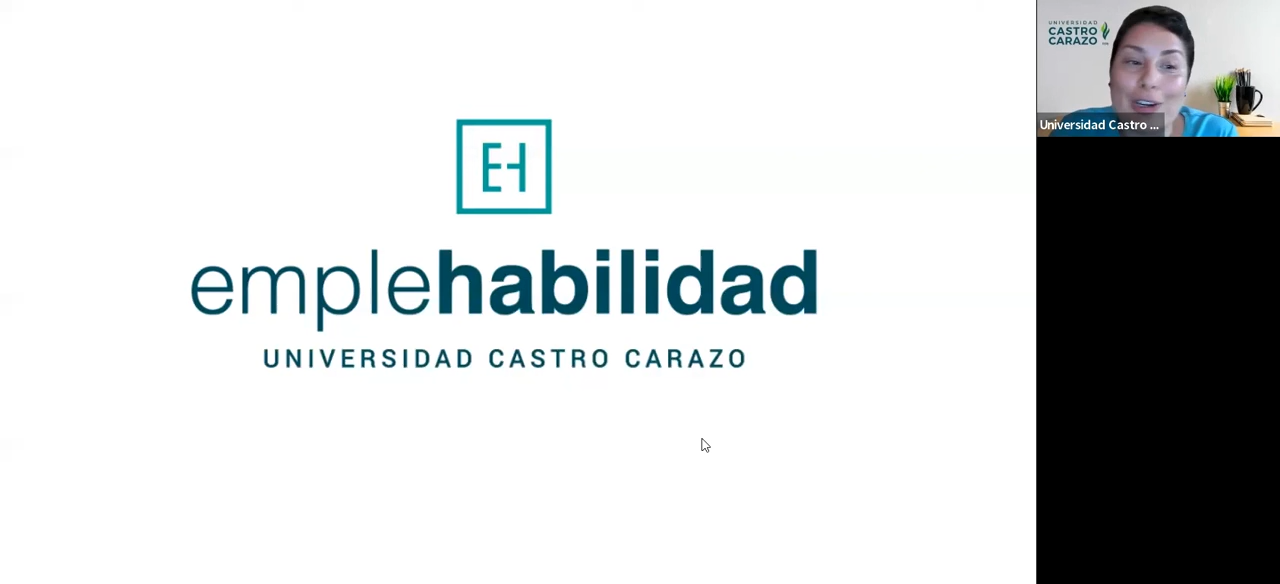 EH
emplehabilidad
UNIVERSIDAD CASTRO CARAZO
UNIVERSIDAD
CASTRO
CARAZO
Universidad Castro ...